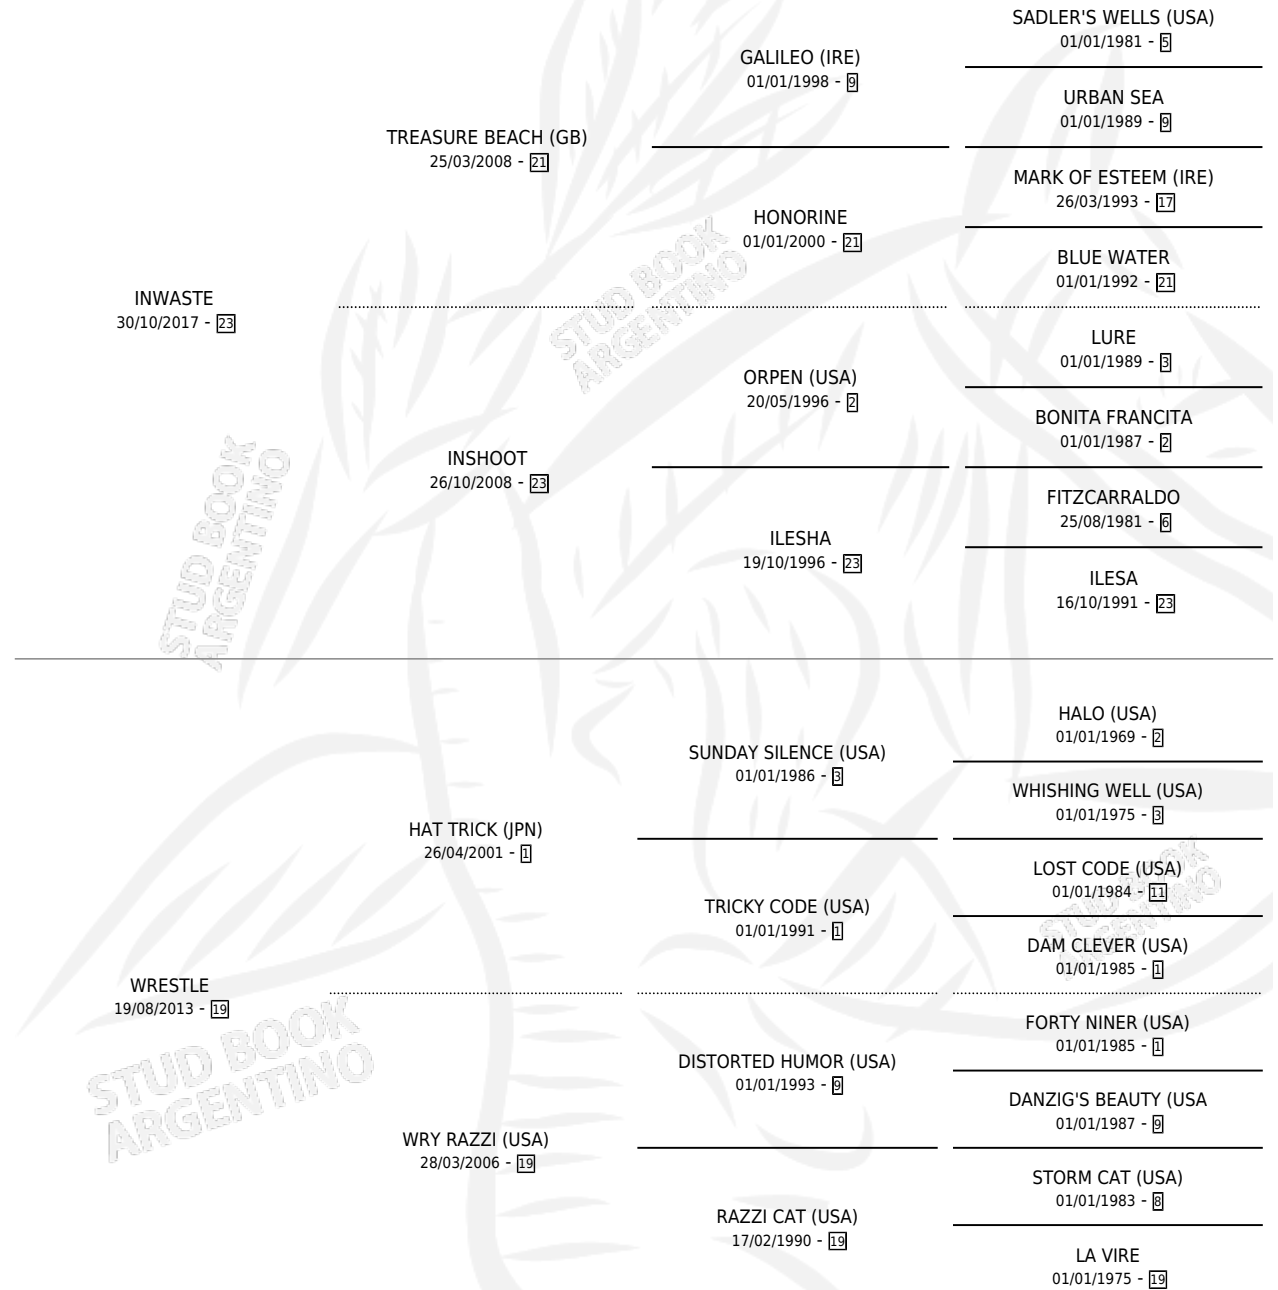 SADLER'S WELLS (USA)
01/01/1981 - 5
GALILEO (IRE)
01/01/1998 - 9
URBAN SEA
01/01/1989 - 9
TREASURE BEACH (GB)
25/03/2008 - 21
MARK OF ESTEEM (IRE)
26/03/1993 - 17
HONORINE
01/01/2000 - 21
BLUE WATER
01/01/1992 - 21
INWASTE
30/10/2017 - 23
LURE
01/01/1989 - 3
ORPEN (USA)
20/05/1996 - 2
BONITA FRANCITA
01/01/1987 - 2
INSHOOT
26/10/2008 - 23
FITZCARRALDO
25/08/1981 - 6
ILESHA
19/10/1996 - 23
ILESA
16/10/1991 - 23
STUD BOOK
ARGENTINO
STUD BOOK
ARGENTINO
HALO (USA)
01/01/1969 - 2
SUNDAY SILENCE (USA)
01/01/1986 - 3
WHISHING WELL (USA)
01/01/1975 - 3
HAT TRICK (JPN)
26/04/2001 - 1
LOST CODE (USA)
01/01/1984 - 11
TRICKY CODE (USA)
01/01/1991 - 1
DAM CLEVER (USA)
01/01/1985 - 1
WRESTLE
19/08/2013 - 19
FORTY NINER (USA)
01/01/1985 - 1
DISTORTED HUMOR (USA)
01/01/1993 - 9
DANZIG'S BEAUTY (USA
01/01/1987 - 9
WRY RAZZI (USA)
28/03/2006 - 19
STORM CAT (USA)
01/01/1983 - 8
RAZZI CAT (USA)
17/02/1990 - 19
LA VIRE
01/01/1975 - 19
STUD BOOK
ARGENTINO
STUD BOOK
ARGENTINO